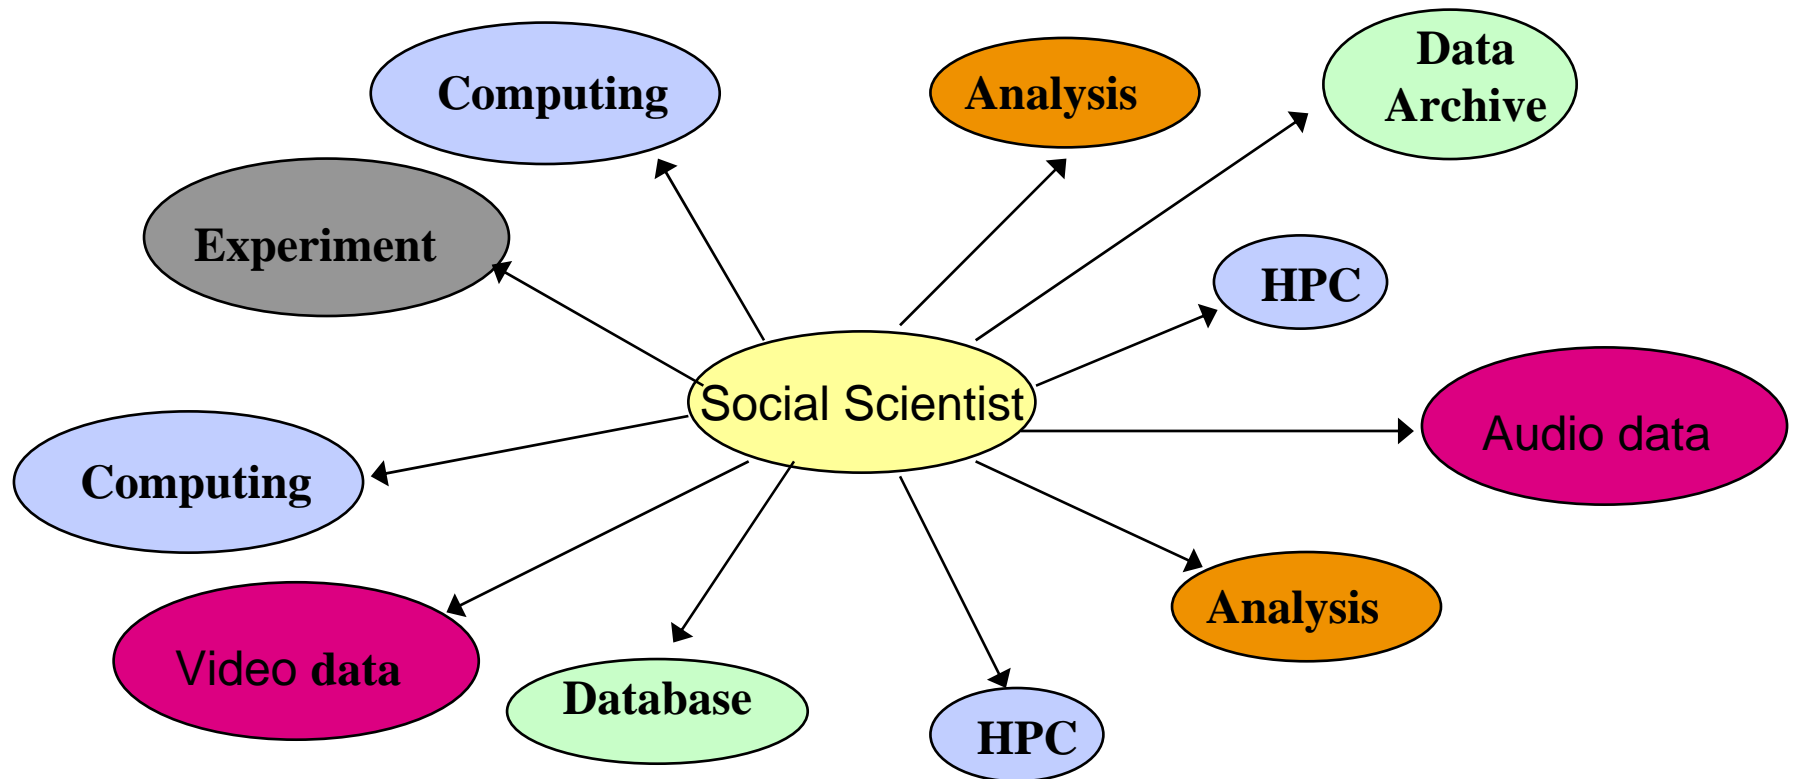 Computing
Analysis
Data
Archive
Experiment
HPC
Social Scientist
Audio data
Computing
Analysis
Video data
Database
HPC